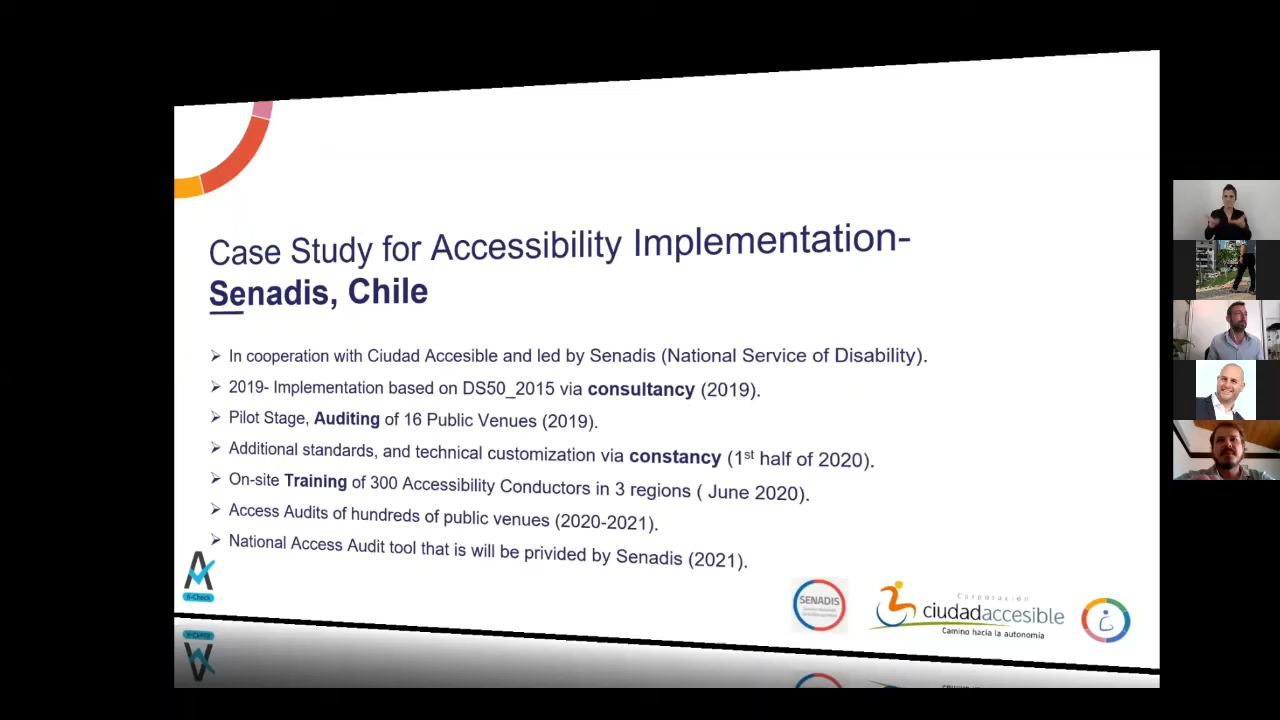 Case Study for Accessibility Implementation-
Senadis, Chile
In cooperation with Ciudad Accesible and led by Senadis (National Service of Disability).
2019- Implementation based on DS50_2015 via consultancy (2019).
Pilot Stage, Auditing of 16 Public Venues (2019).
Additional standards, and technical customization via constancy (1st half of 2020).
On-site Training of 300 Accessibility Conductors in 3 regions ( June 2020).
Access Audits of hundreds of public venues (2020-2021).
National Access Audit tool that is will be privided by Senadis (2021).
SENADIS
Corporación
ciudadaccesible
Camino hacia la autonomía